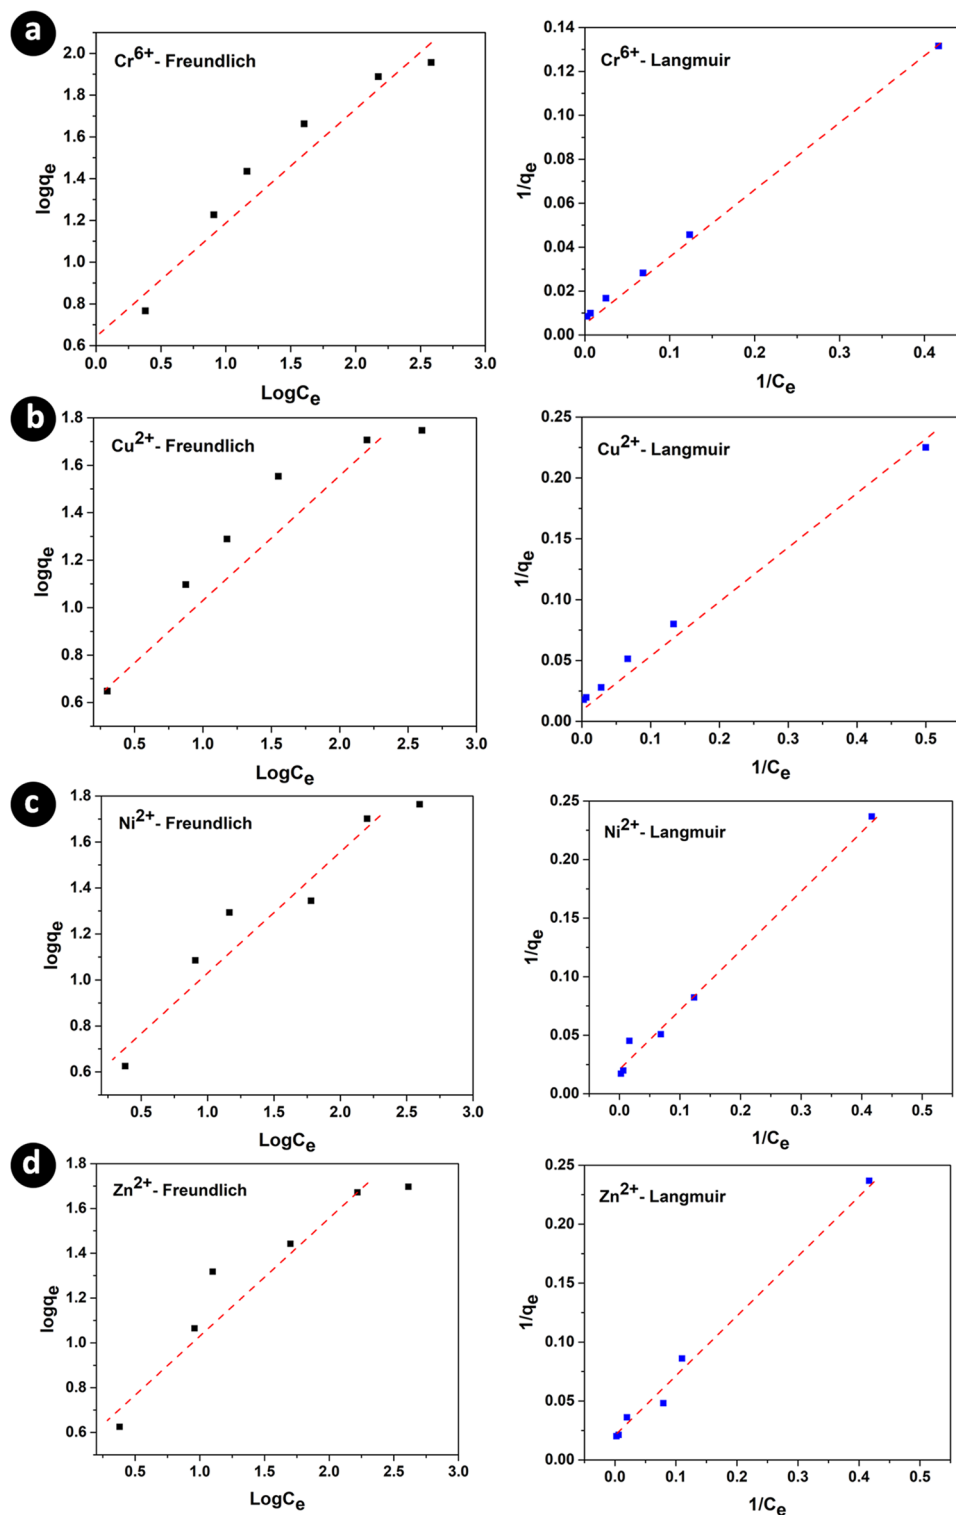 a
Cr6+- Freundlich
logqe
2.0
1.8
1.6
1.4
1.2
1.0
0.8
0.6
0.0 0.5 1.0 1.5 2.0 2.5 3.0
LogCe
Cr6+- Langmuir
1/qe
0.14
0.12
0.10
0.08
0.06
0.04
0.02
0.00
0.0 0.1 0.2 0.3 0.4
1/Ce
b
Cu2+- Freundlich
logqe
1.8
1.6
1.4
1.2
1.0
0.8
0.6
0.5 1.0 1.5 2.0 2.5 3.0
LogCe
Cu2+- Langmuir
1/qe
0.25
0.20
0.15
0.10
0.05
0.00
0.0 0.1 0.2 0.3 0.4 0.5
1/Ce
c
Ni2+- Freundlich
logqe
1.8
1.6
1.4
1.2
1.0
0.8
0.6
0.5 1.0 1.5 2.0 2.5 3.0
LogCe
Ni2+- Langmuir
1/qe
0.25
0.20
0.15
0.10
0.05
0.00
0.0 0.1 0.2 0.3 0.4 0.5
1/Ce
d
Zn2+- Freundlich
logqe
1.8
1.6
1.4
1.2
1.0
0.8
0.6
0.5 1.0 1.5 2.0 2.5 3.0
LogCe
Zn2+- Langmuir
1/qe
0.25
0.20
0.15
0.10
0.05
0.00
0.0 0.1 0.2 0.3 0.4 0.5
1/Ce